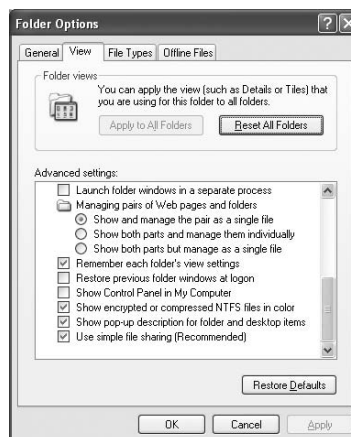 Folder Options
General View File Types Offline Files
Folder views
You can apply the view (such as Details or Tiles) that
you are using for this folder to all folders.
Apply to All Folders Reset All Folders
Advanced settings:
Launch folder windows in a separate process
Managing pairs of Web pages and folders
Show and manage the pair as a single file
Show both parts and manage them individually
Show both parts but manage as a single file
Remember each folder's view settings
Restore previous folder windows at logon
Show Control Panel in My Computer
Show encrypted or compressed NTFS files in color
Show pop-up description for folder and desktop items
Use simple file sharing (Recommended)
Restore Defaults
OK Cancel Apply